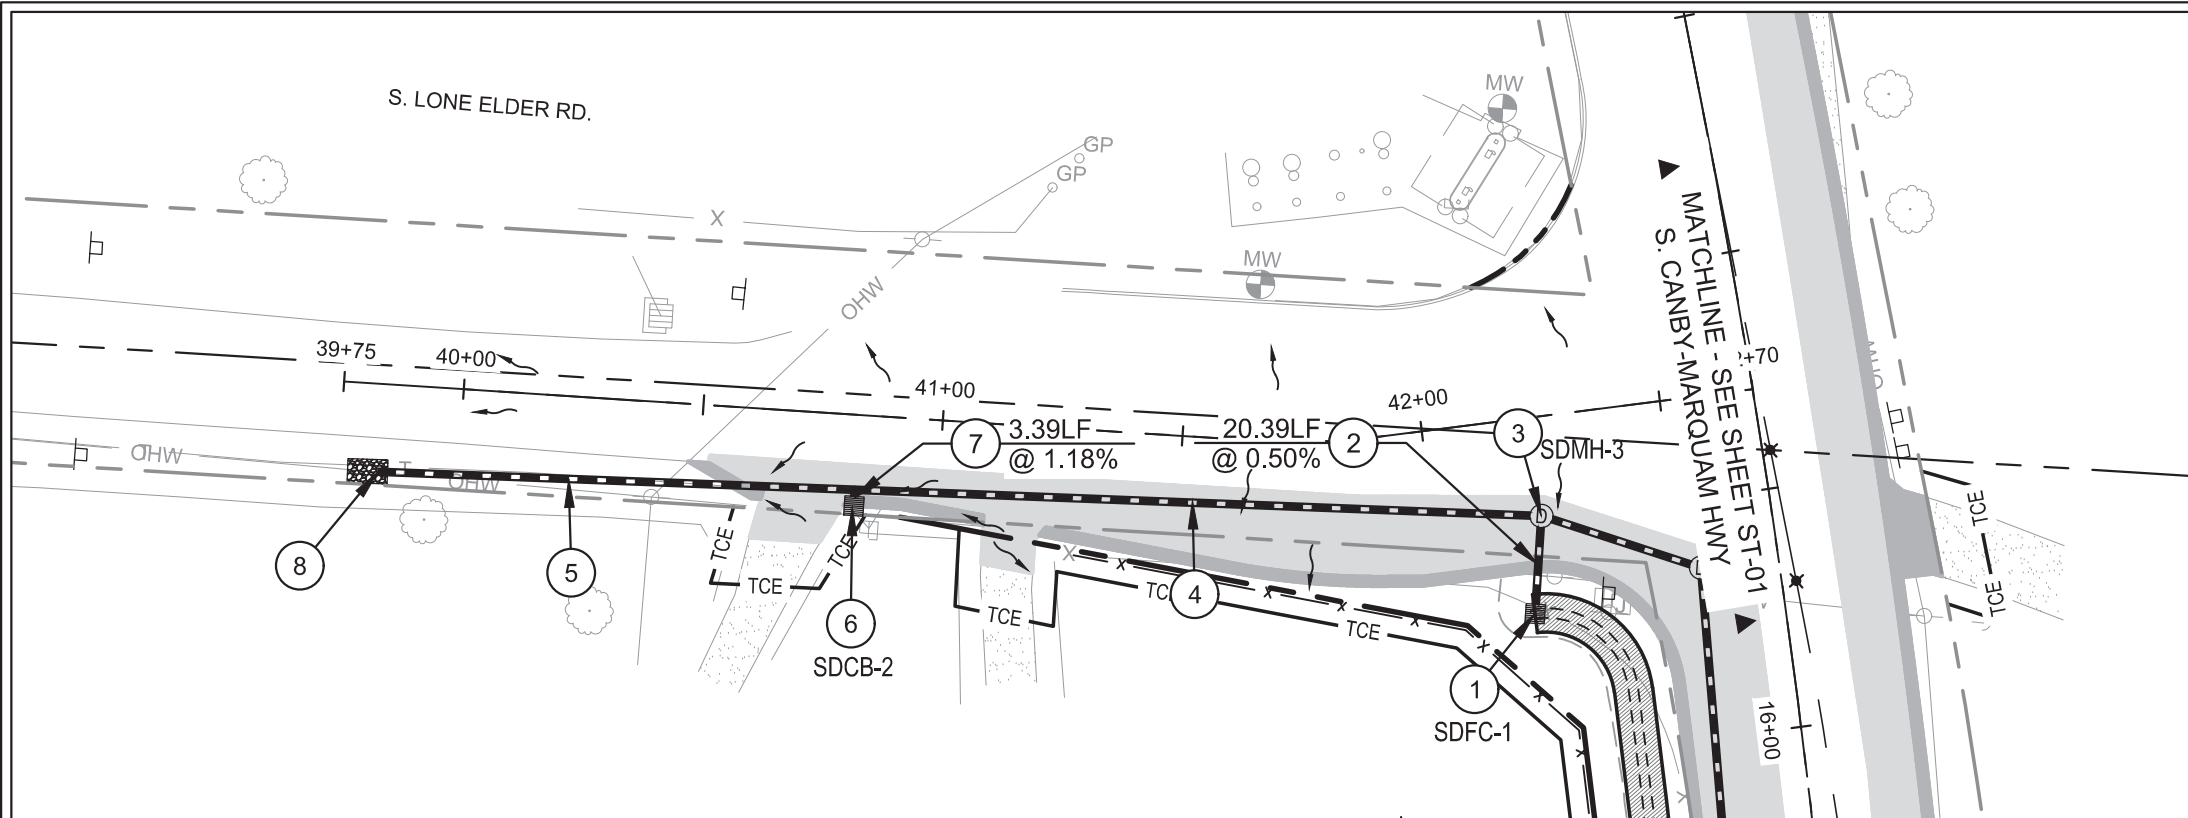 MW
S. LONE ELDER RD.
GP
GP
X
MW
OHW
MATCHLINE - SEE SHEET ST-01
S. CANBY-MARQUAM HWY
39+75
40+00
+70
41+00
42+00
7
3.39LF
@ 1.18%
20.39LF
@ 0.50%
2
3
SDMH-3
OHW
T
OHW
D
TCE
TCE
TCE
TCE
TCE
X
x
8
5
TCE
TCE
6
SDCB-2
TC
4
x
x
x
TCE
x
x
x
1
SDFC-1
16+00